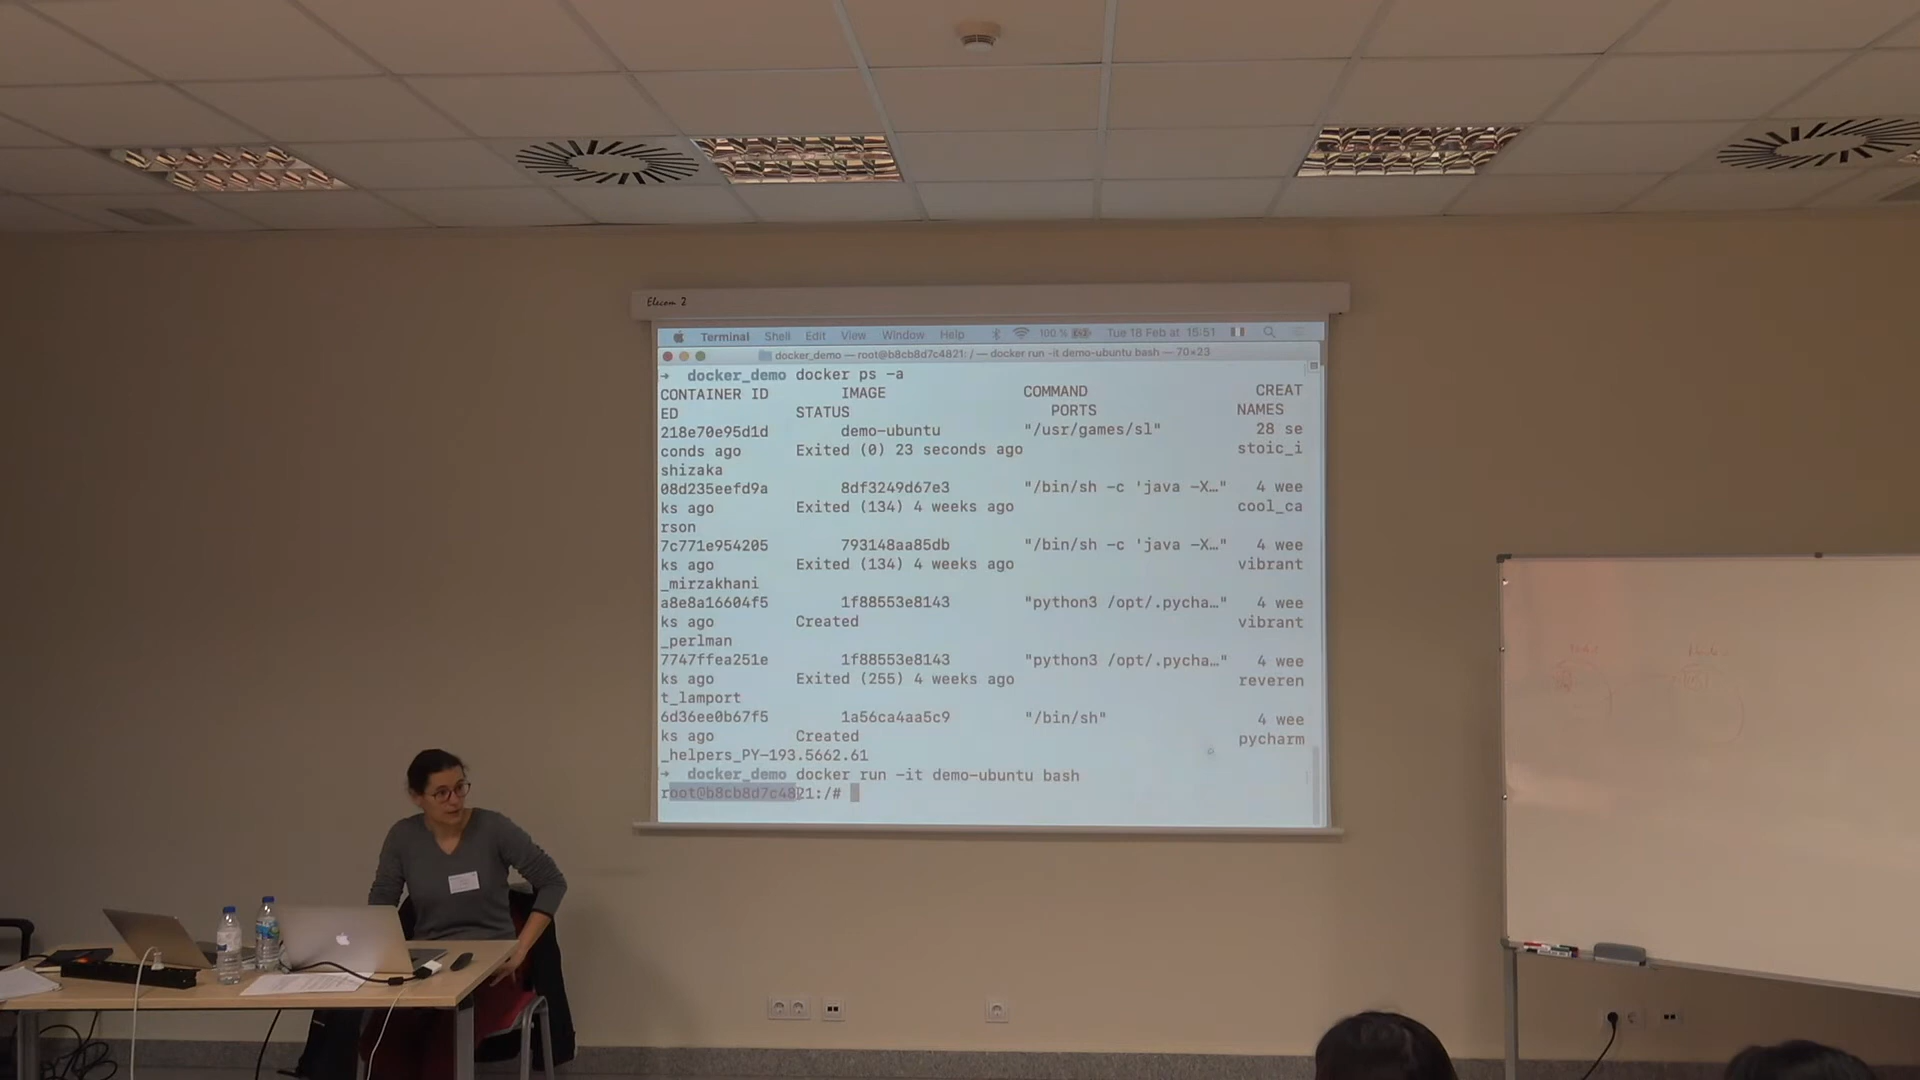 Elecom 2
Terminal Shell Edit View Window Help 100 % Tue 18 Feb at 15:51
docker_demo — root@b8cb8d7c4821: / — docker run -it demo-ubuntu bash — 70×23
→ docker_demo docker ps -a
CONTAINER ID IMAGE COMMAND CREAT
ED STATUS PORTS NAMES
218e70e95d1d demo-ubuntu "/usr/games/sl" 28 se
conds ago Exited (0) 23 seconds ago stoic_i
shizaka
08d235eefd9a 8df3249d67e3 "/bin/sh -c 'java -X…" 4 wee
ks ago Exited (134) 4 weeks ago cool_ca
rson
7c771e954205 793148aa85db "/bin/sh -c 'java -X…" 4 wee
ks ago Exited (134) 4 weeks ago vibrant
_mirzakhani
a8e8a16604f5 1f88553e8143 "python3 /opt/.pycha…" 4 wee
ks ago Created vibrant
_perlman
7747ffea251e 1f88553e8143 "python3 /opt/.pycha…" 4 wee
ks ago Exited (255) 4 weeks ago reveren
t_lamport
6d36ee0b67f5 1a56ca4aa5c9 "/bin/sh" 4 wee
ks ago Created pycharm
_helpers_PY-193.5662.61
→ docker_demo docker run -it demo-ubuntu bash
root@b8cb8d7c4821:/#